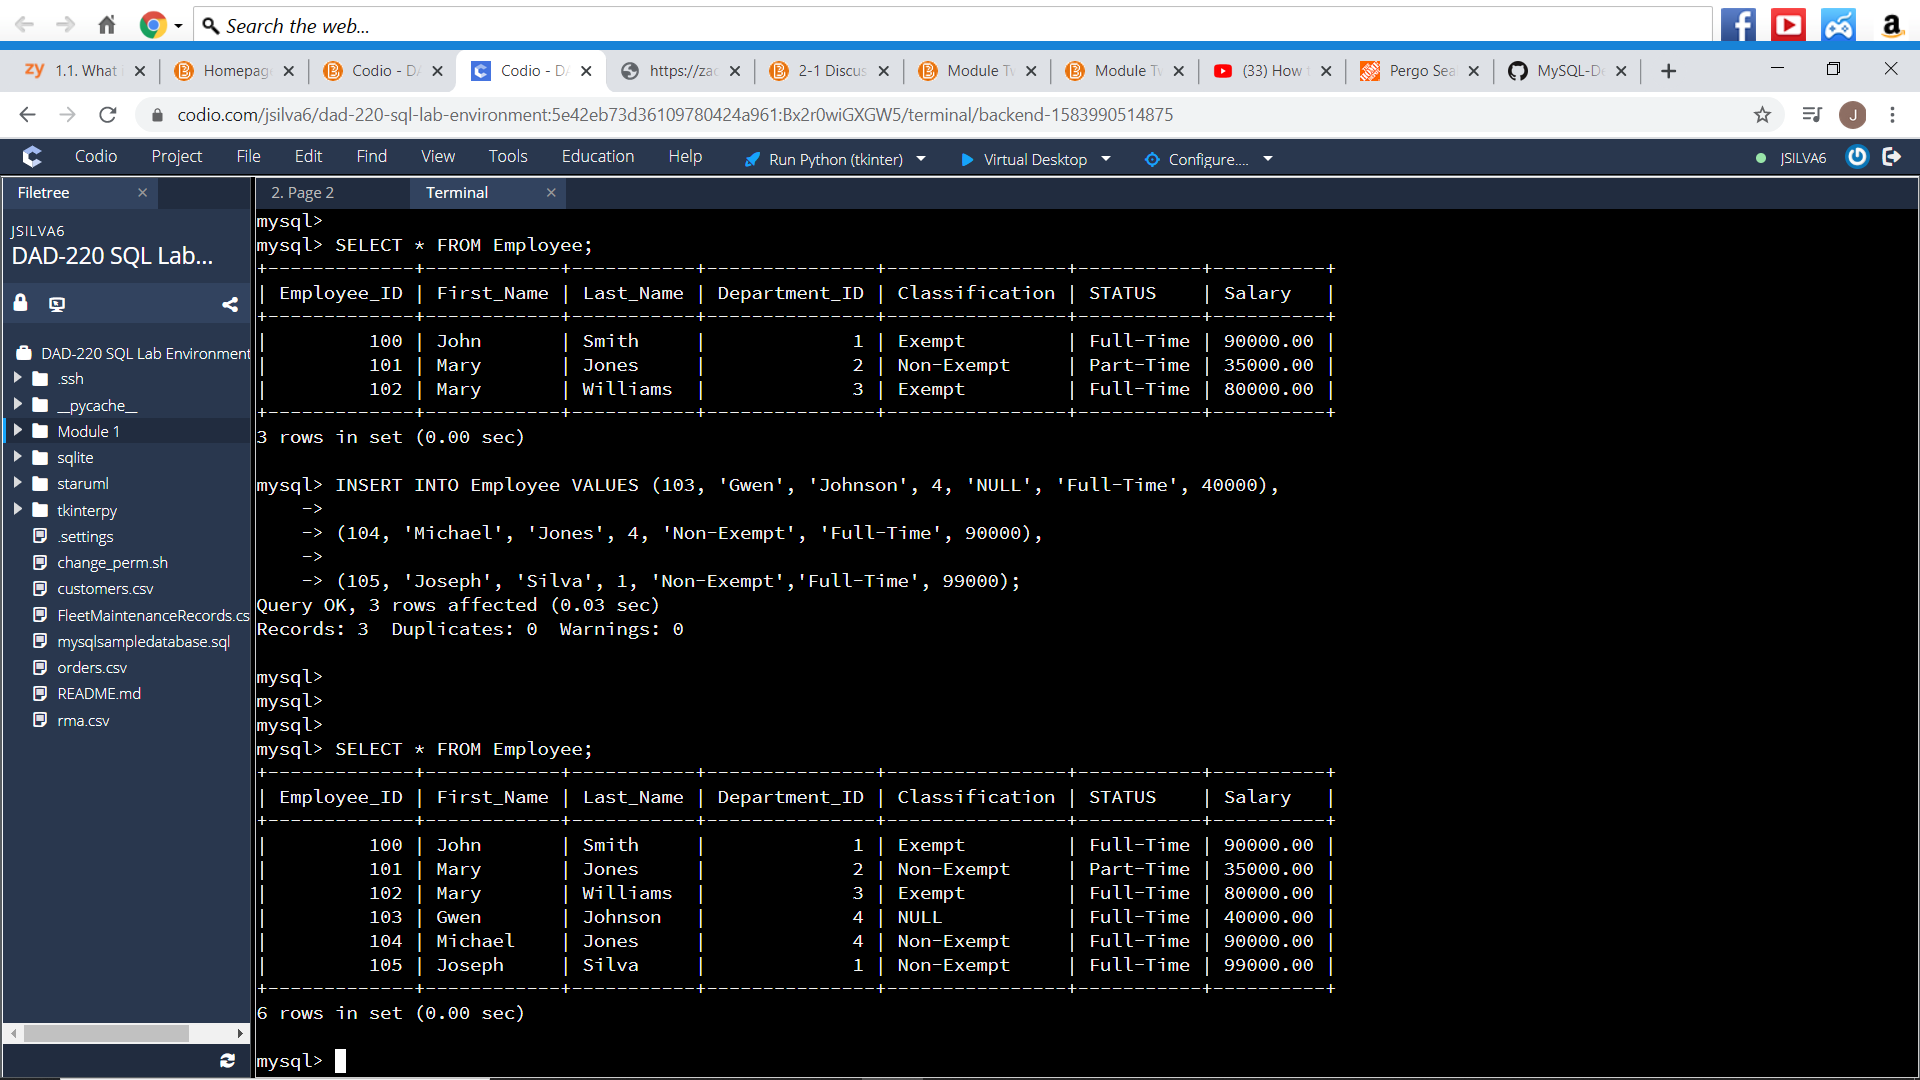 Search the web...
zy 1.1. What
Homepag
Codio - DA
Codio - DA
https://zac
2-1 Discus
Module Tw
Module Tw
(33) How t
Pergo Seal
MySQL-De
codio.com/jsilva6/dad-220-sql-lab-environment:5e42eb73d36109780424a961:Bx2r0wiGXGW5/terminal/backend-1583990514875
J
Codio Project File Edit Find View Tools Education Help Run Python (tkinter) Virtual Desktop Configure.... JSILVA6
Filetree
2. Page 2
Terminal
JSILVA6
DAD-220 SQL Lab...
DAD-220 SQL Lab Environment
.ssh
__pycache__
Module 1
sqlite
staruml
tkinterpy
.settings
change_perm.sh
customers.csv
FleetMaintenanceRecords.cs
mysqlsampledatabase.sql
orders.csv
README.md
rma.csv
mysql>
mysql> SELECT * FROM Employee;
+-------------+------------+-----------+---------------+----------------+-----------+----------+
| Employee_ID | First_Name | Last_Name | Department_ID | Classification | STATUS    | Salary   |
+-------------+------------+-----------+---------------+----------------+-----------+----------+
|         100 | John       | Smith     |             1 | Exempt         | Full-Time | 90000.00 |
|         101 | Mary       | Jones     |             2 | Non-Exempt     | Part-Time | 35000.00 |
|         102 | Mary       | Williams  |             3 | Exempt         | Full-Time | 80000.00 |
+-------------+------------+-----------+---------------+----------------+-----------+----------+
3 rows in set (0.00 sec)
mysql> INSERT INTO Employee VALUES (103, 'Gwen', 'Johnson', 4, 'NULL', 'Full-Time', 40000),
    ->
    -> (104, 'Michael', 'Jones', 4, 'Non-Exempt', 'Full-Time', 90000),
    ->
    -> (105, 'Joseph', 'Silva', 1, 'Non-Exempt','Full-Time', 99000);
Query OK, 3 rows affected (0.03 sec)
Records: 3  Duplicates: 0  Warnings: 0
mysql>
mysql>
mysql>
mysql> SELECT * FROM Employee;
+-------------+------------+-----------+---------------+----------------+-----------+----------+
| Employee_ID | First_Name | Last_Name | Department_ID | Classification | STATUS    | Salary   |
+-------------+------------+-----------+---------------+----------------+-----------+----------+
|         100 | John       | Smith     |             1 | Exempt         | Full-Time | 90000.00 |
|         101 | Mary       | Jones     |             2 | Non-Exempt     | Part-Time | 35000.00 |
|         102 | Mary       | Williams  |             3 | Exempt         | Full-Time | 80000.00 |
|         103 | Gwen       | Johnson   |             4 | NULL           | Full-Time | 40000.00 |
|         104 | Michael    | Jones     |             4 | Non-Exempt     | Full-Time | 90000.00 |
|         105 | Joseph     | Silva     |             1 | Non-Exempt     | Full-Time | 99000.00 |
+-------------+------------+-----------+---------------+----------------+-----------+----------+
6 rows in set (0.00 sec)
mysql>